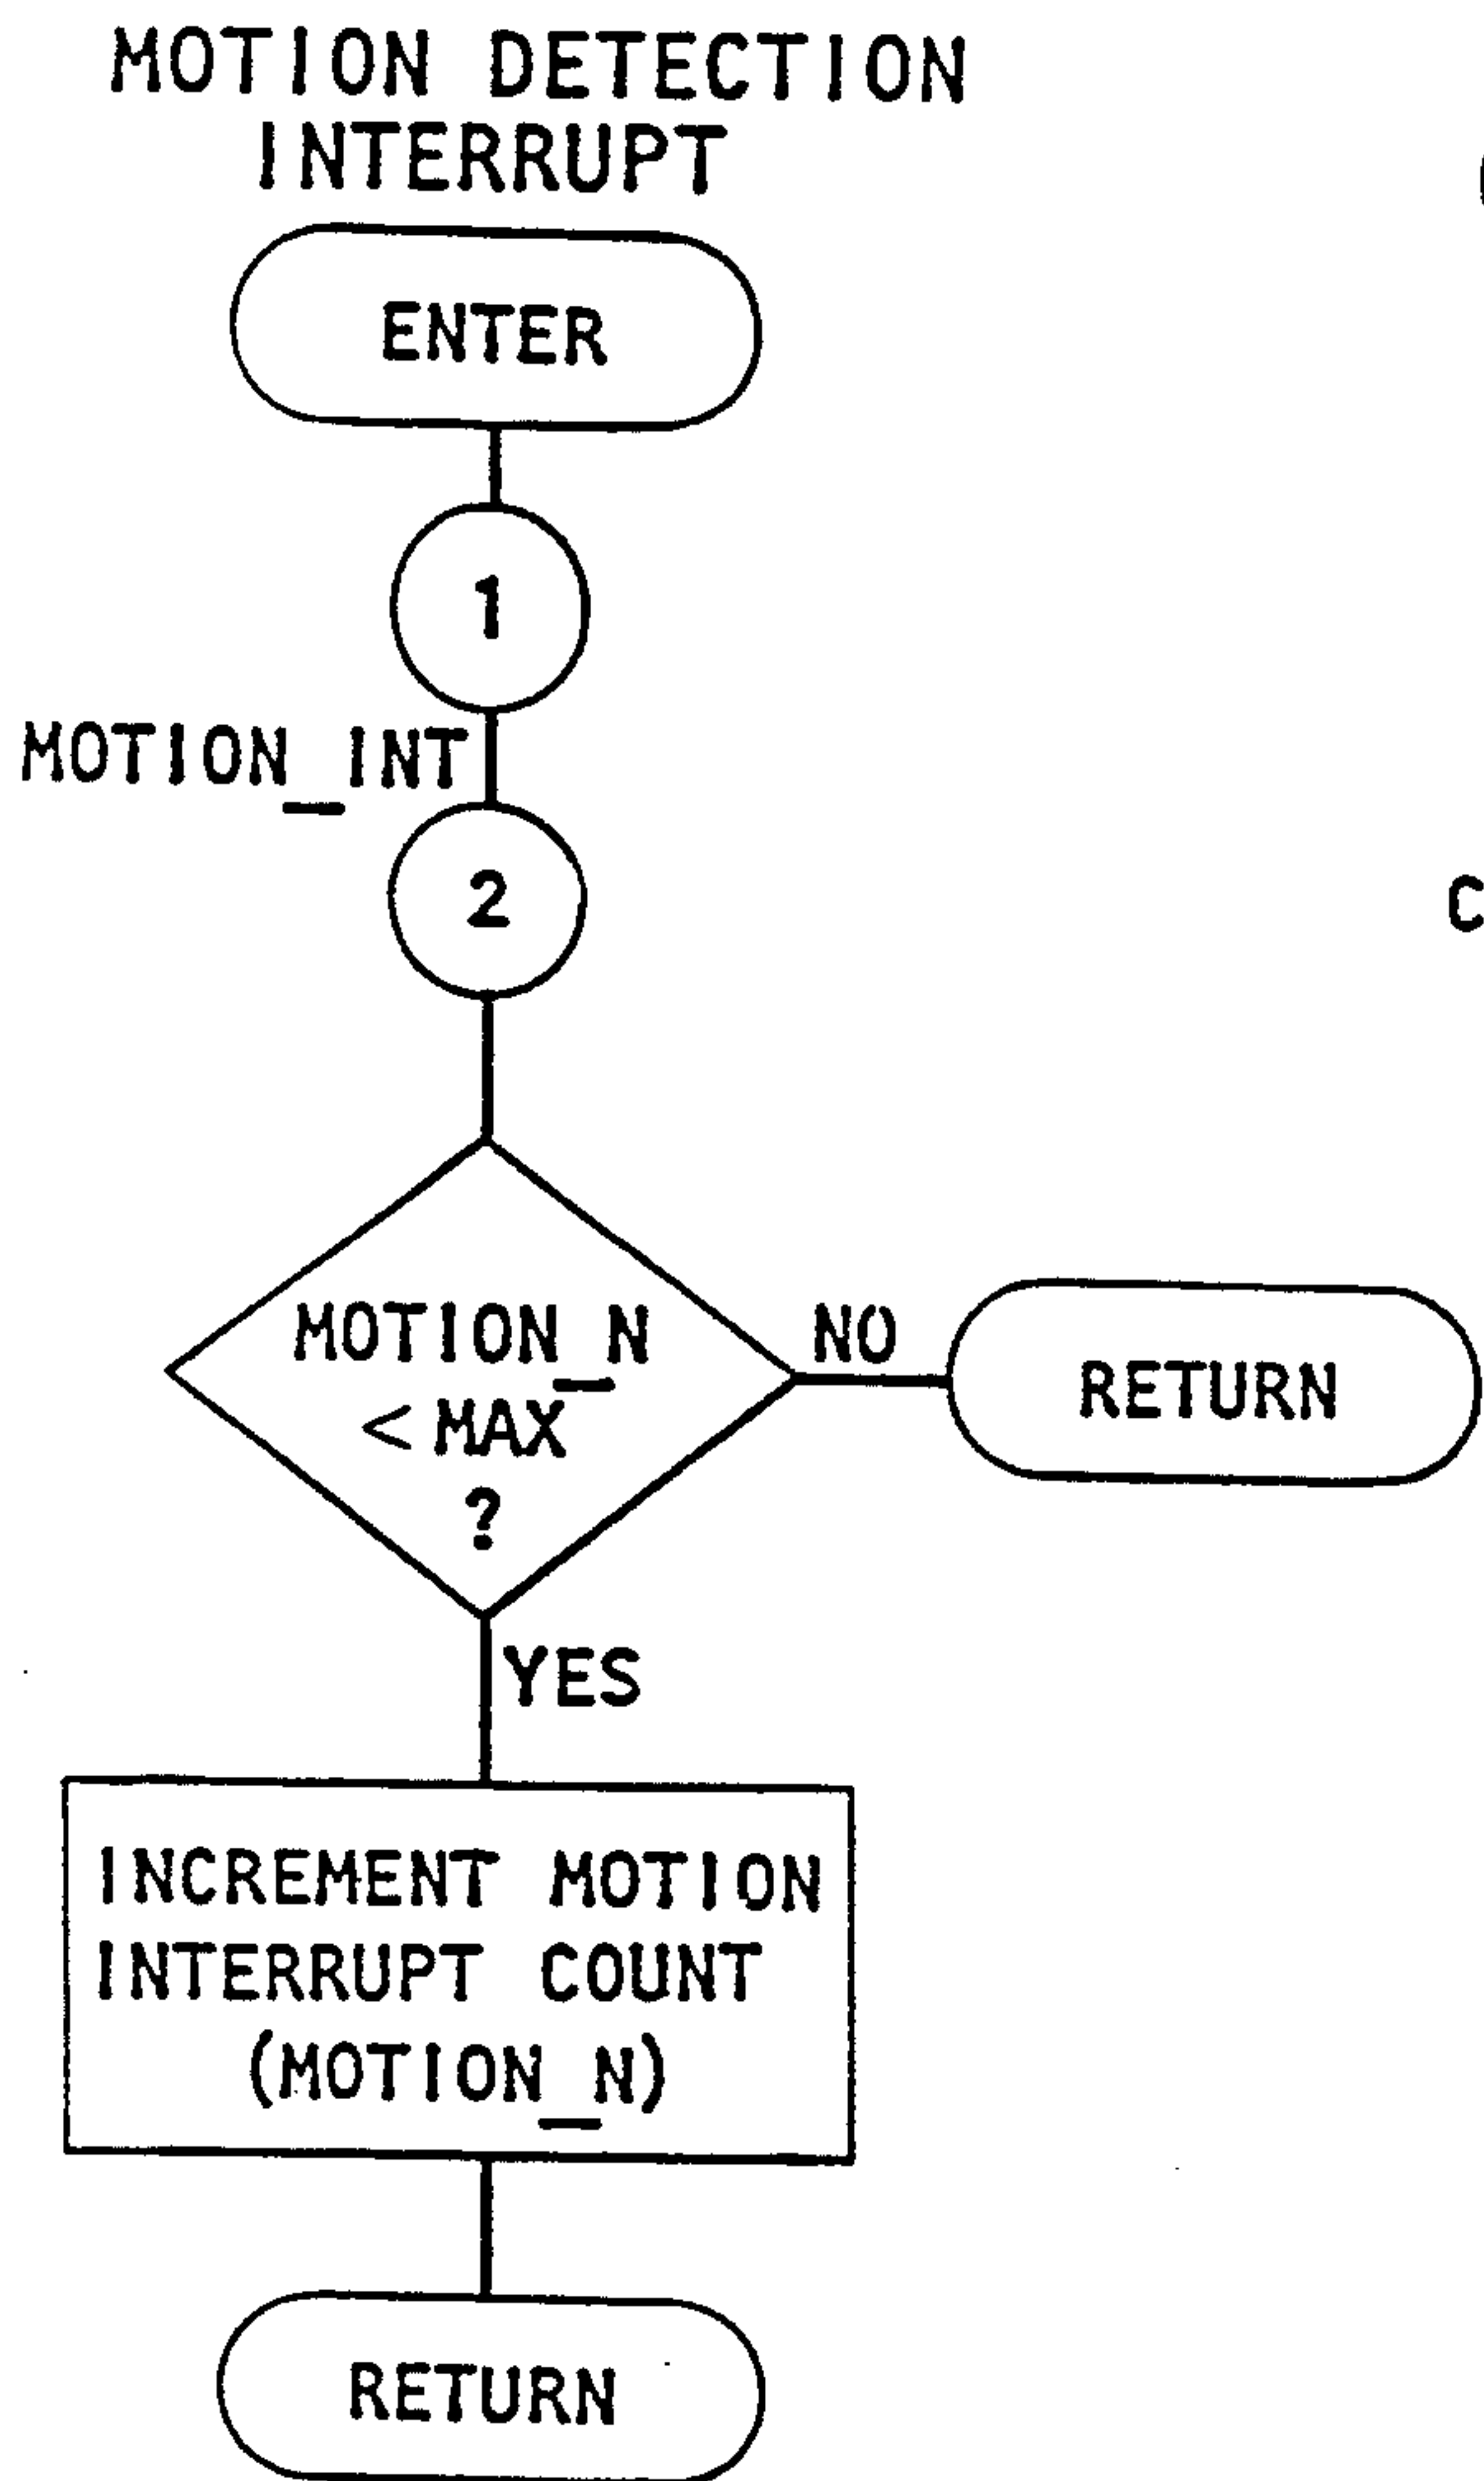 MOTION DETECTION
INTERRUPT
ENTER
1
MOTION_INT
2
MOTION_N
< MAX
?
NO
RETURN
YES
INCREMENT MOTION
INTERRUPT COUNT
(MOTION_N)
RETURN